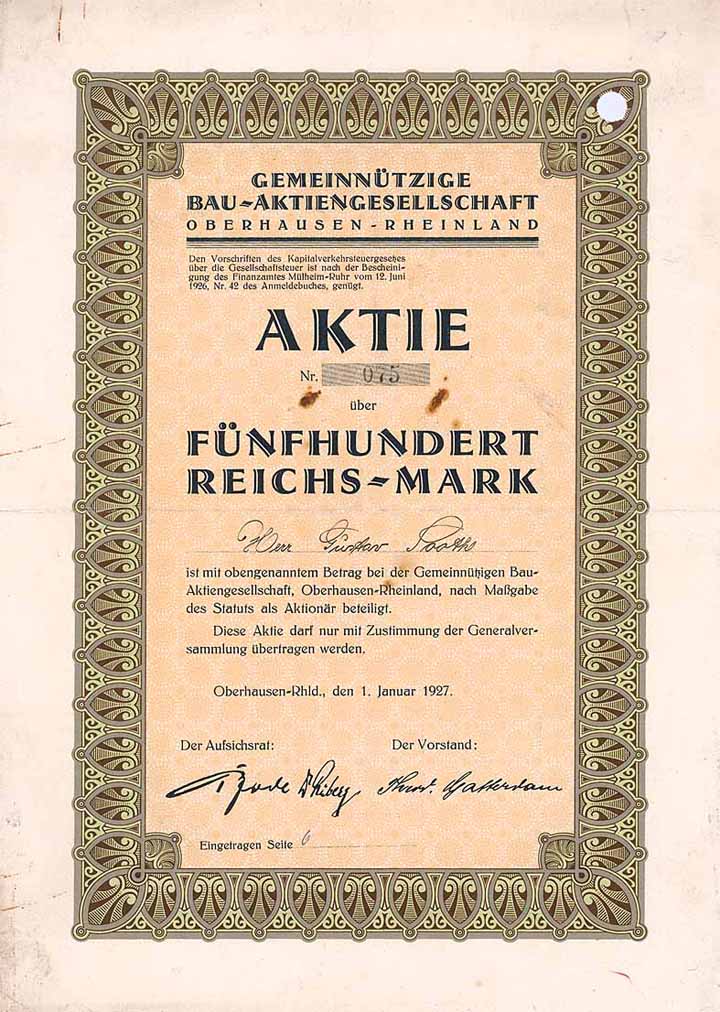 GEMEINNÜTZIGE
BAU-AKTIENGESELLSCHAFT
OBERHAUSEN-RHEINLAND
Den Vorschriften des Kapitalverkehrsteuergesetzes
über die Gesellschaftsteuer ist nach der Bescheini-
gung des Finanzamtes Mülheim-Ruhr vom 12. Juni
1926, Nr. 42 des Anmeldebuches, genügt.
AKTIE
Nr. 075
über
FÜNFHUNDERT
REICHS-MARK
Herr Gustav
ist mit obengenanntem Betrag bei der Gemeinnützigen Bau-
Aktiengesellschaft, Oberhausen-Rheinland, nach Maßgabe
des Statuts als Aktionär beteiligt.
Diese Aktie darf nur mit Zustimmung der Generalver-
sammlung übertragen werden.
Oberhausen-Rhld., den 1. Januar 1927.
Der Aufsichsrat: Der Vorstand:
Gatterdam
Eingetragen Seite 6